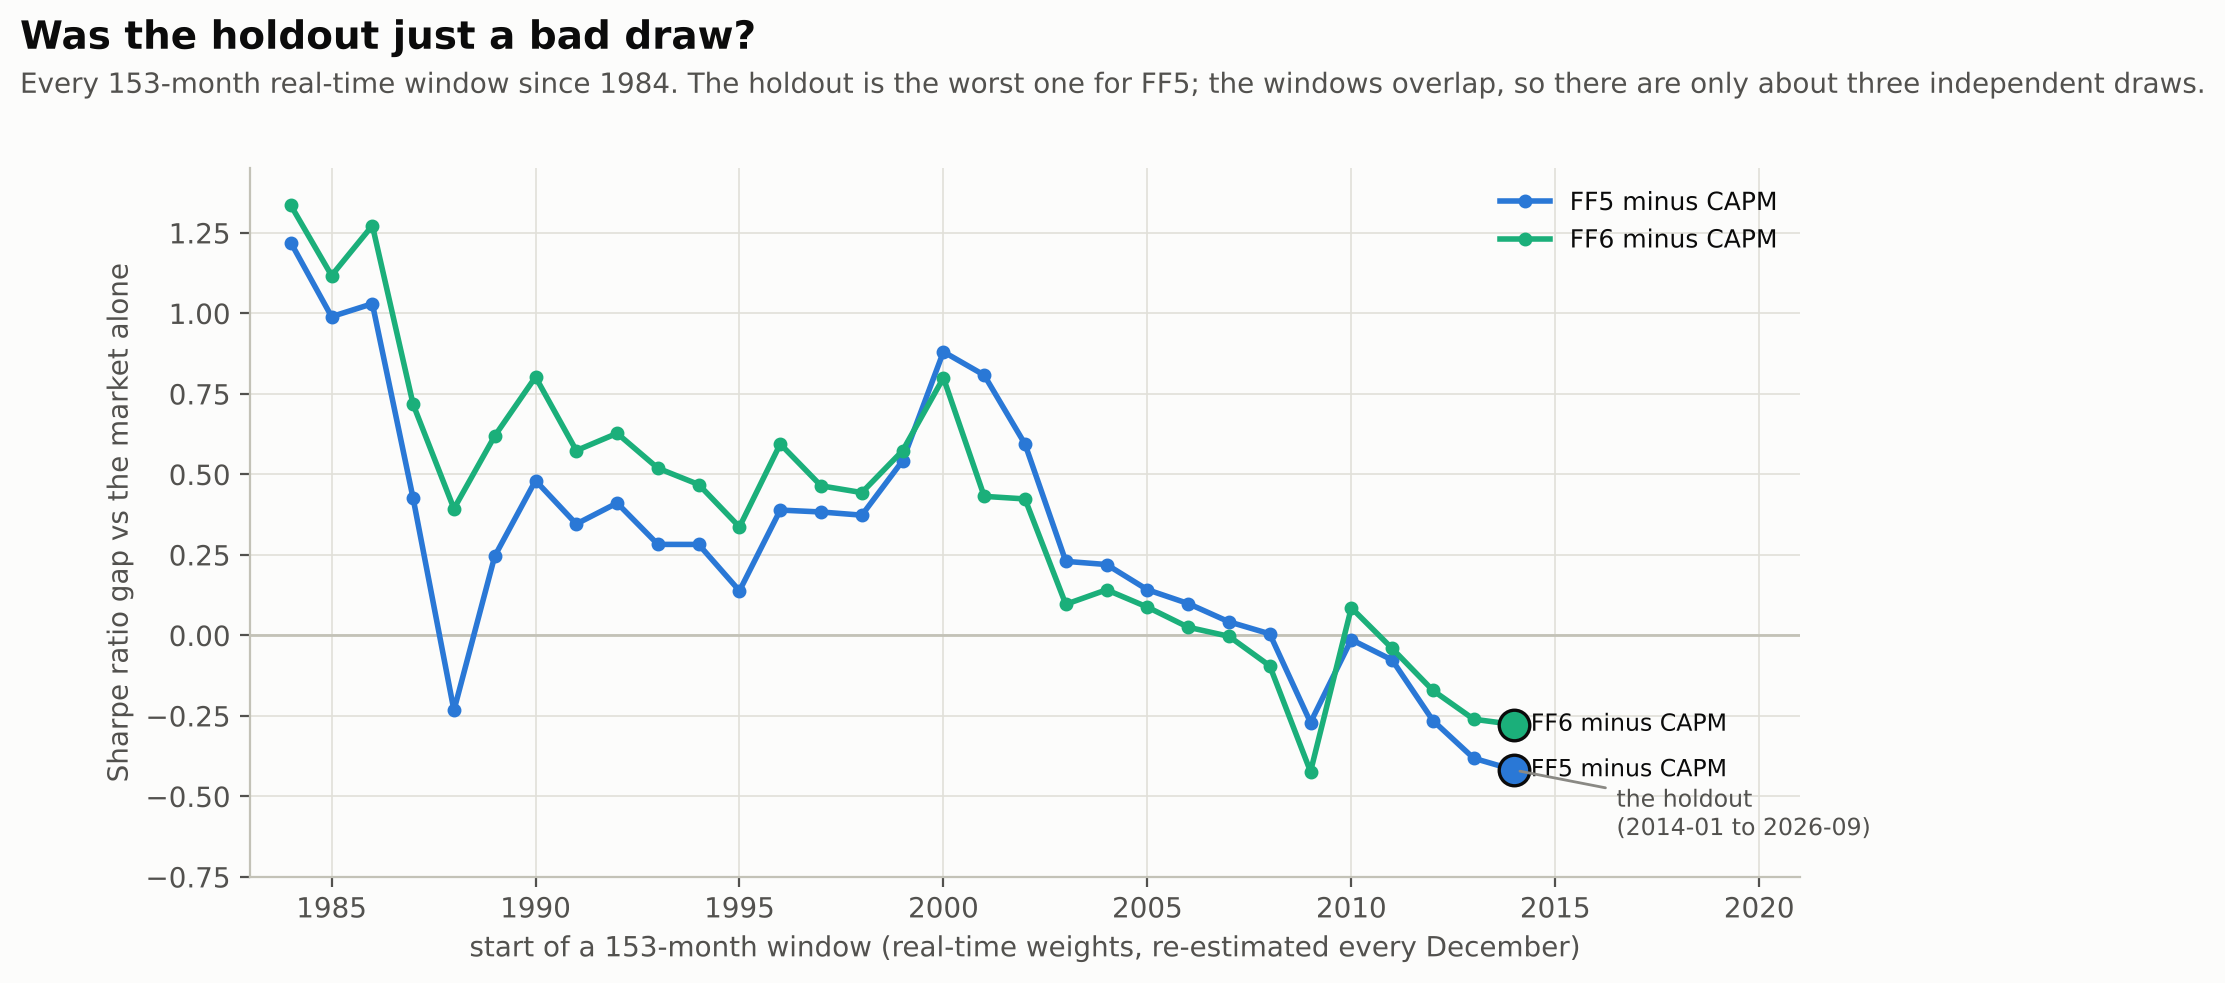 Was the holdout just a bad draw?
Every 153-month real-time window since 1984. The holdout is the worst one for FF5; the windows overlap, so there are only about three independent draws.
FF5 minus CAPM
FF6 minus CAPM
Sharpe ratio gap vs the market alone
1.25
1.00
0.75
0.50
0.25
0.00
−0.25
−0.50
−0.75
FF6 minus CAPM
FF5 minus CAPM
the holdout
(2014-01 to 2026-09)
1985 1990 1995 2000 2005 2010 2015 2020
start of a 153-month window (real-time weights, re-estimated every December)